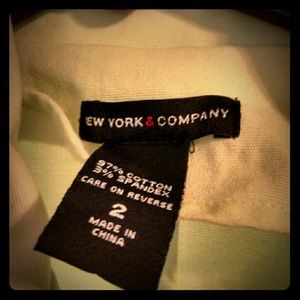 EW YORK & COMPANY
97% COTTON
3% SPANDEX
CARE ON REVERSE
2
MADE IN
CHINA